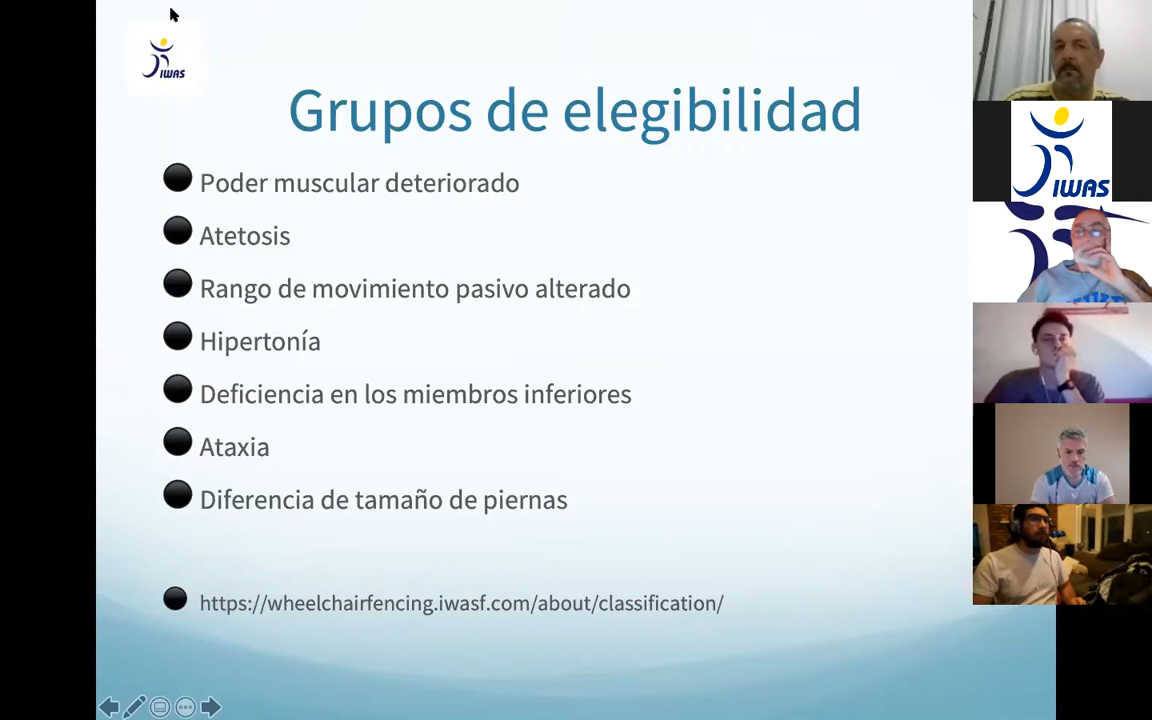 IWAS
Grupos de elegibilidad
Poder muscular deteriorado
Atetosis
Rango de movimiento pasivo alterado
Hipertonía
Deficiencia en los miembros inferiores
Ataxia
Diferencia de tamaño de piernas
https://wheelchairfencing.iwasf.com/about/classification/
IWAS